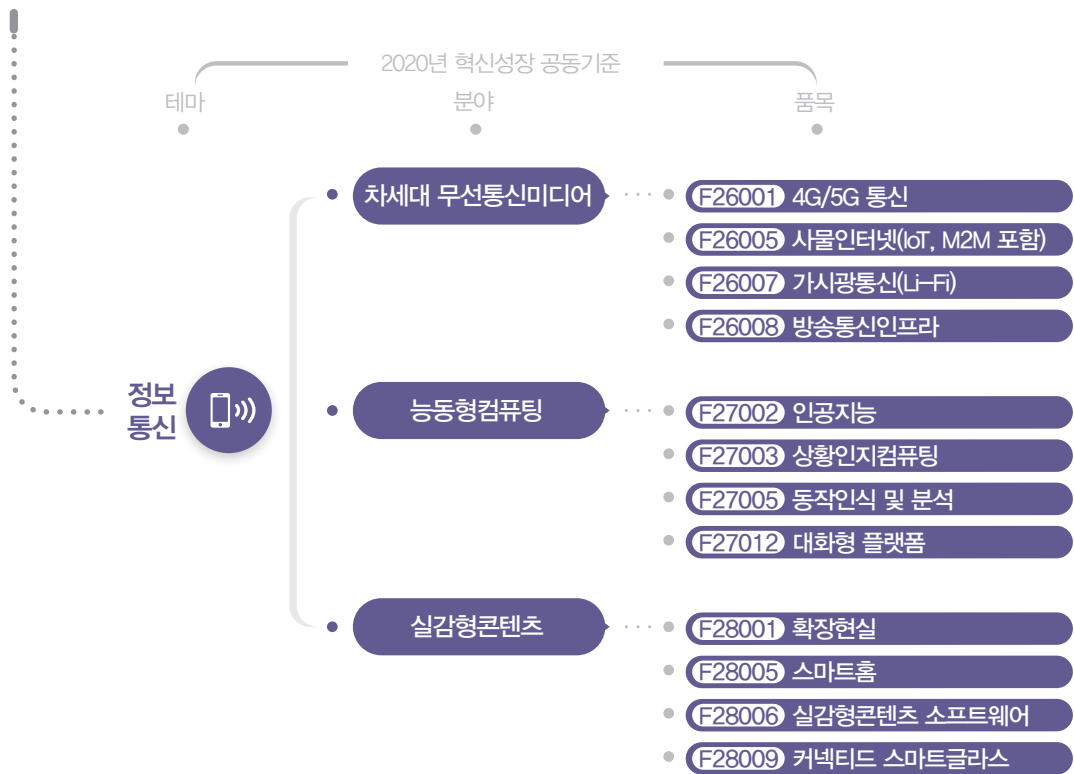 2020년 혁신성장 공동기준
테마
분야
품목
정보
통신
차세대 무선통신미디어
F26001 4G/5G 통신
F26005 사물인터넷(IoT, M2M 포함)
F26007 가시광통신(Li-Fi)
F26008 방송통신인프라
능동형컴퓨팅
F27002 인공지능
F27003 상황인지컴퓨팅
F27005 동작인식 및 분석
F27012 대화형 플랫폼
실감형콘텐츠
F28001 확장현실
F28005 스마트홈
F28006 실감형콘텐츠 소프트웨어
F28009 커넥티드 스마트글라스